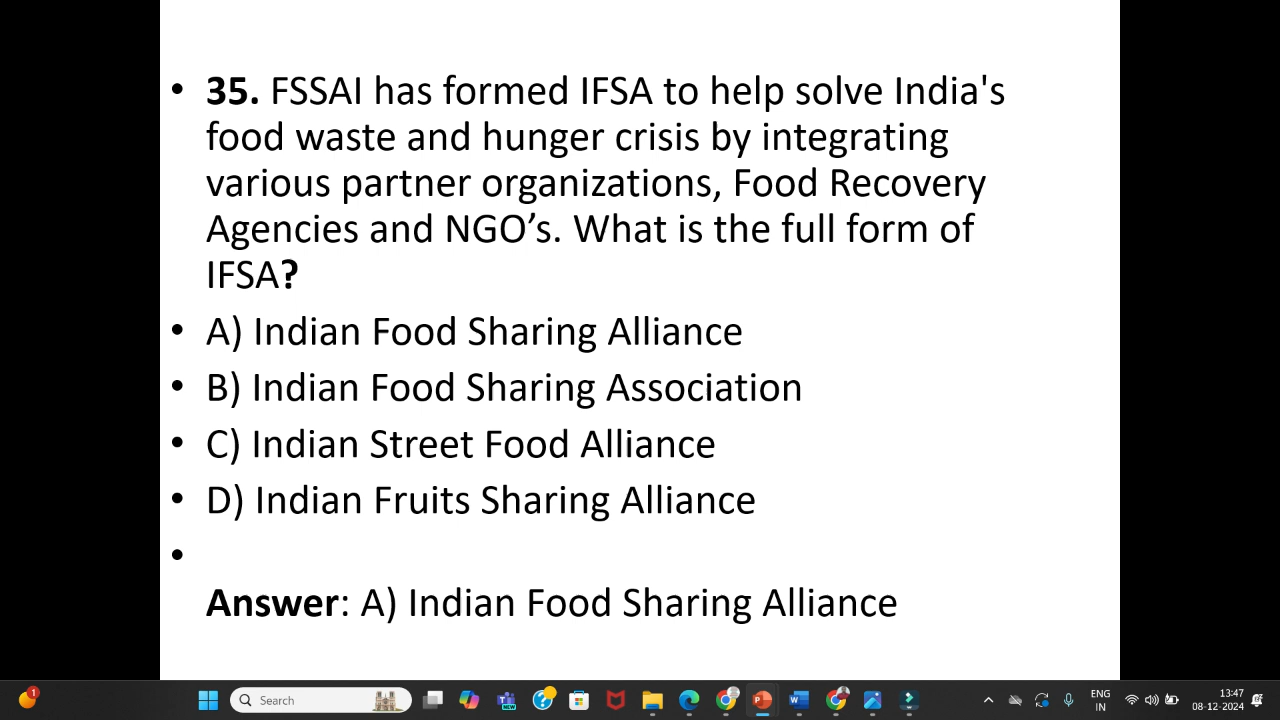 • 35. FSSAI has formed IFSA to help solve India's
food waste and hunger crisis by integrating
various partner organizations, Food Recovery
Agencies and NGO’s. What is the full form of
IFSA?
• A) Indian Food Sharing Alliance
• B) Indian Food Sharing Association
• C) Indian Street Food Alliance
• D) Indian Fruits Sharing Alliance
•
Answer: A) Indian Food Sharing Alliance
1
Search
NEW
ENG
IN
13:47
08-12-2024